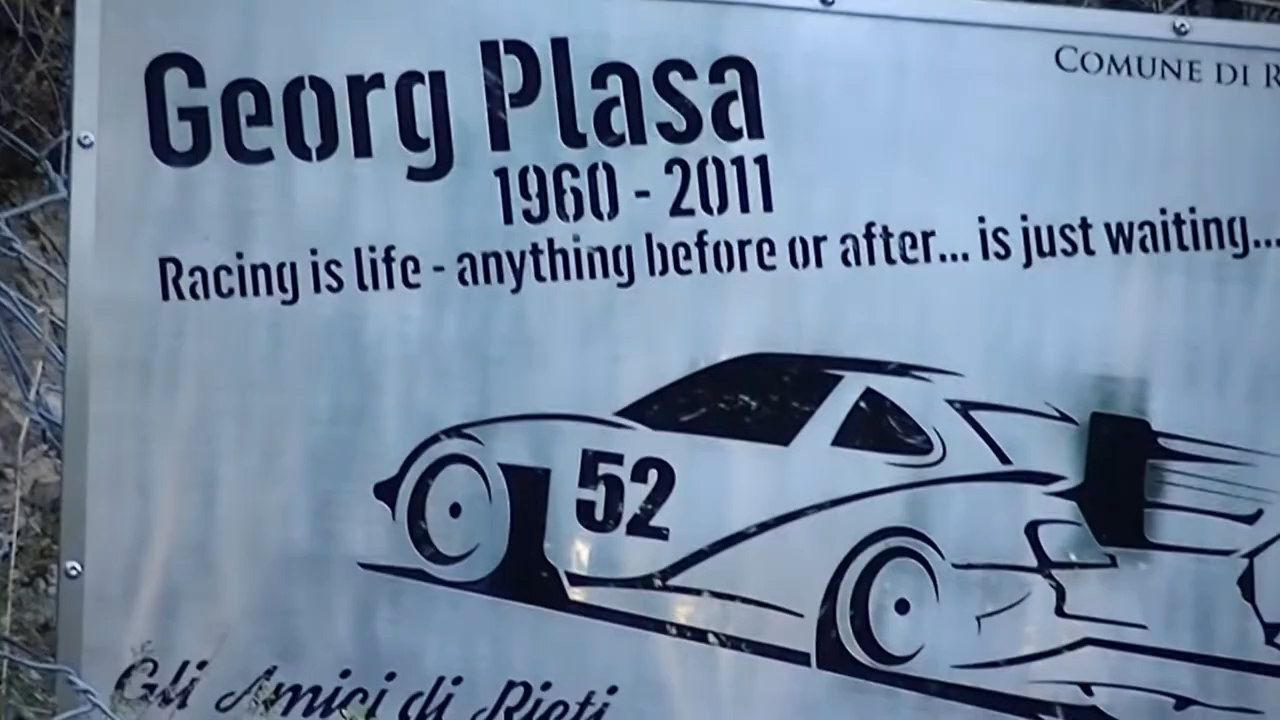 Georg Plasa
COMUNE DI R
1960 - 2011
Racing is life - anything before or after... is just waiting...
52
Gli Amici di Rieti